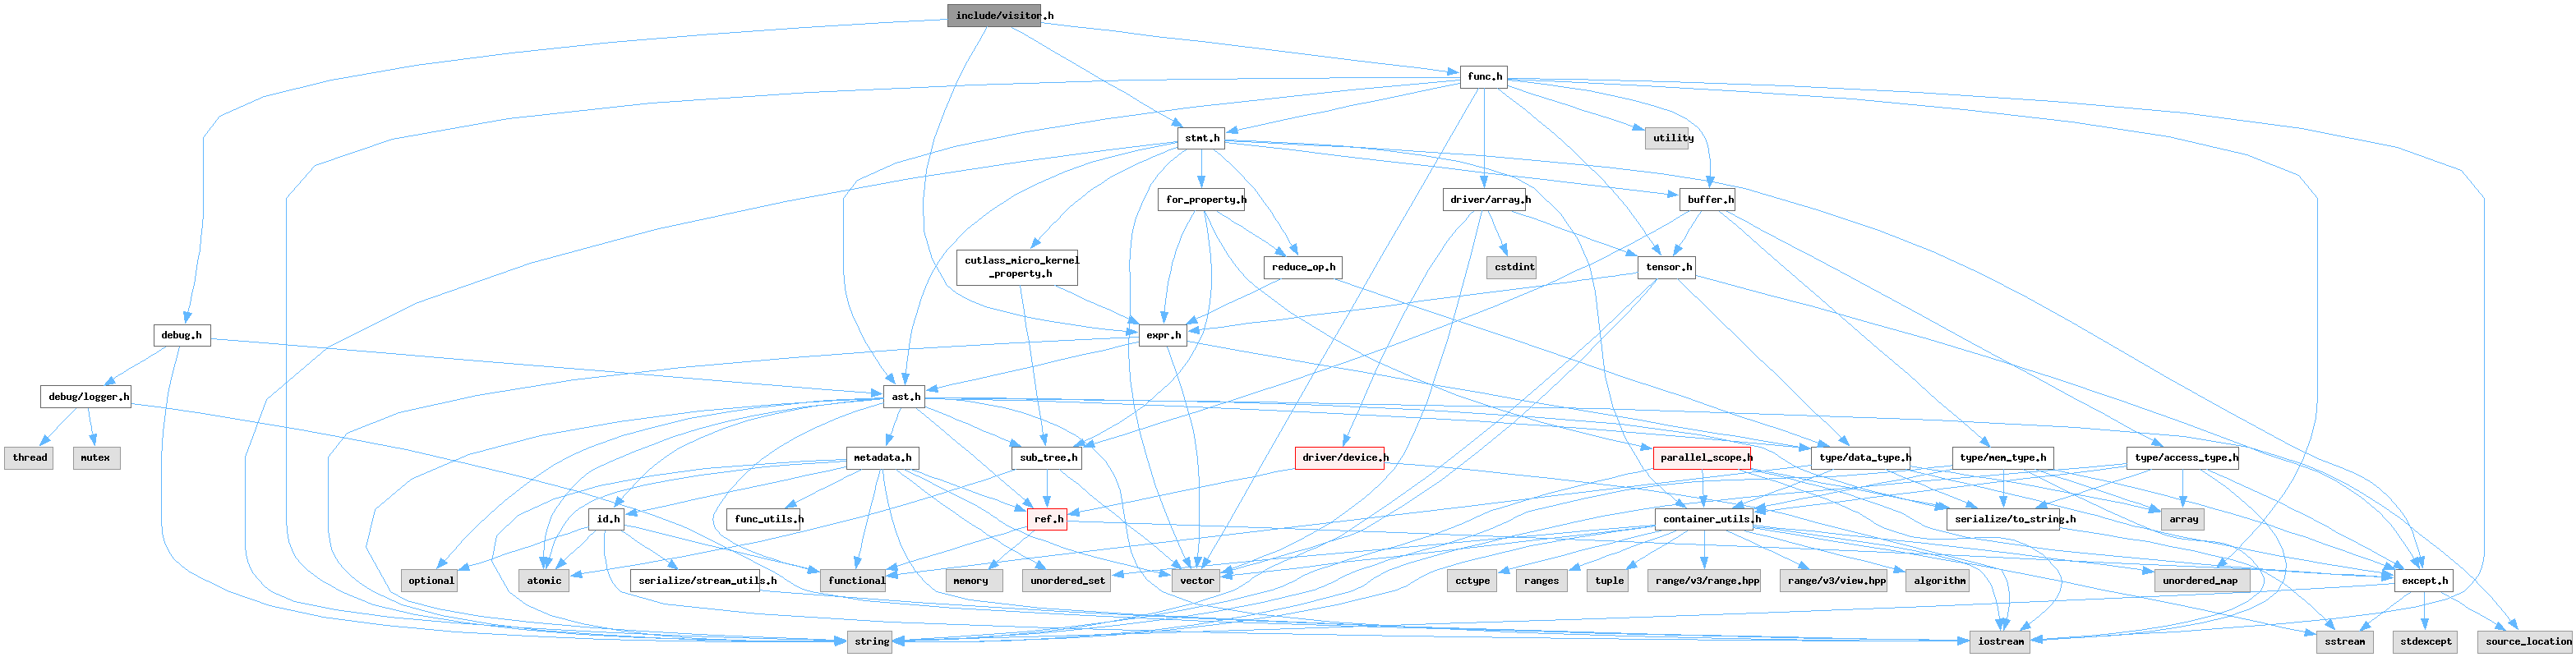 include/visitor.h
func.h
stmt.h
utility
for_property.h
driver/array.h
buffer.h
cutlass_micro_kernel
_property.h
reduce_op.h
cstdint
tensor.h
debug.h
expr.h
debug/logger.h
ast.h
thread
mutex
metadata.h
sub_tree.h
driver/device.h
parallel_scope.h
type/data_type.h
type/mem_type.h
type/access_type.h
id.h
func_utils.h
ref.h
container_utils.h
serialize/to_string.h
array
optional
atomic
serialize/stream_utils.h
functional
memory
unordered_set
vector
cctype
ranges
tuple
range/v3/range.hpp
range/v3/view.hpp
algorithm
unordered_map
except.h
string
iostream
sstream
stdexcept
source_location